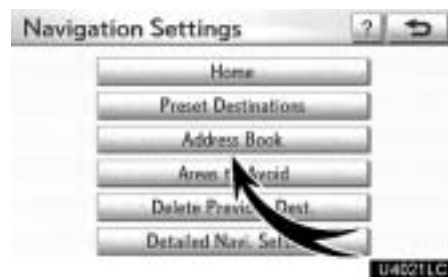 Navigation Settings ?
Home
Preset Destinations
Address Book
Areas Avoid
Delete Dest.
Detailed Navi.
U4021LC